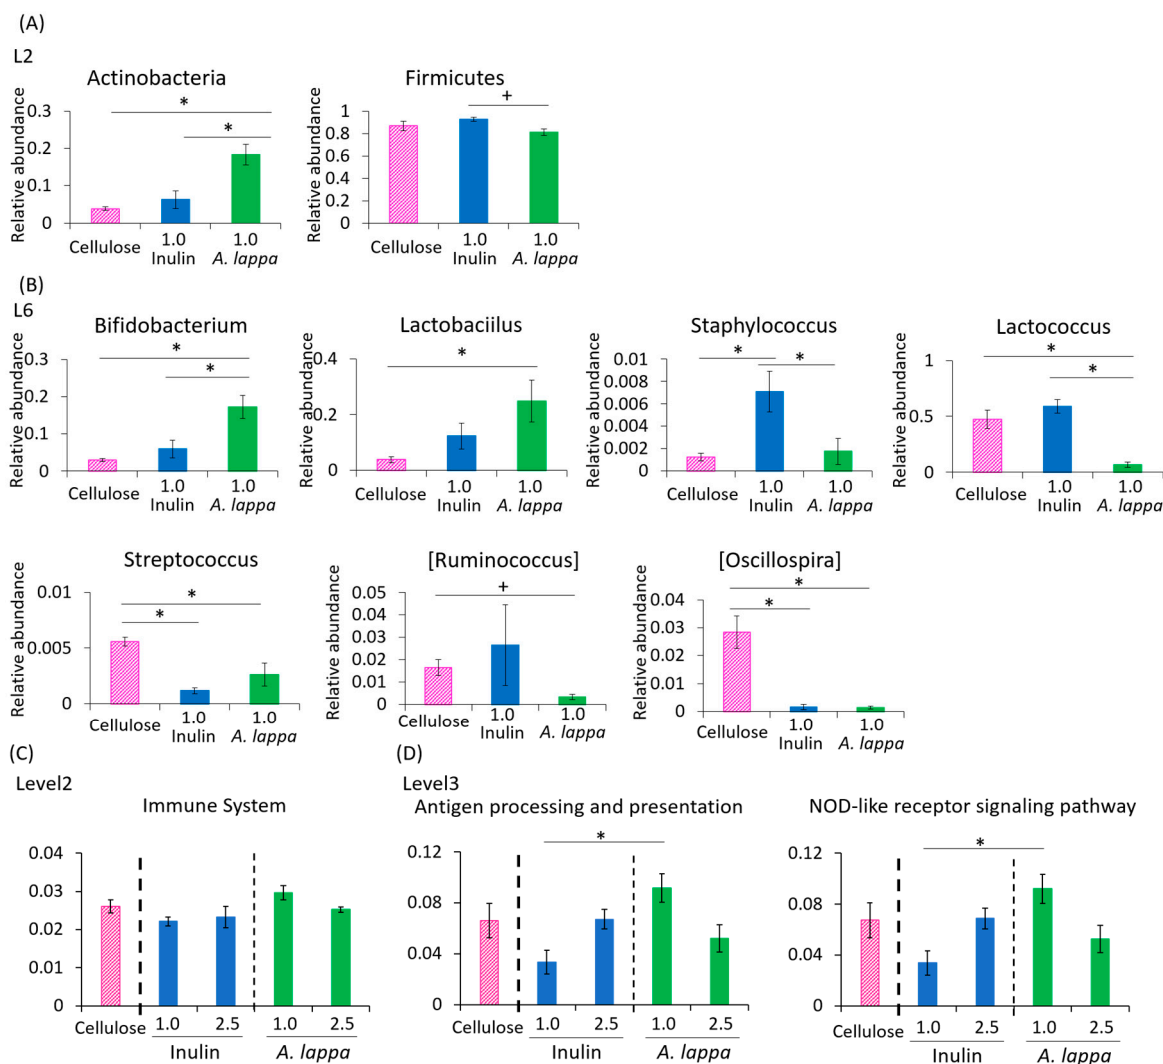 (A)
L2
Actinobacteria
*
*
Relative abundance
0.3
0.2
0.1
0
Cellulose
1.0
Inulin
1.0
A. lappa
Firmicutes
+
Relative abundance
1
0.8
0.6
0.4
0.2
0
Cellulose
1.0
Inulin
1.0
A. lappa
(B)
L6
Bifidobacterium
*
*
Relative abundance
0.3
0.2
0.1
0
Cellulose
1.0
Inulin
1.0
A. lappa
Lactobaciilus
*
Relative abundance
0.4
0.2
0
Cellulose
1.0
Inulin
1.0
A. lappa
Staphylococcus
*
*
Relative abundance
0.01
0.008
0.006
0.004
0.002
0
Cellulose
1.0
Inulin
1.0
A. lappa
Lactococcus
*
*
Relative abundance
1
0.5
0
Cellulose
1.0
Inulin
1.0
A. lappa
Streptococcus
*
*
Relative abundance
0.01
0.005
0
Cellulose
1.0
Inulin
1.0
A. lappa
[Ruminococcus]
+
Relative abundance
0.05
0.04
0.03
0.02
0.01
0
Cellulose
1.0
Inulin
1.0
A. lappa
[Oscillospira]
*
*
Relative abundance
0.04
0.03
0.02
0.01
0
Cellulose
1.0
Inulin
1.0
A. lappa
(C)
Level2
Immune System
0.04
0.03
0.02
0.01
0
Cellulose
1.0
2.5
1.0
2.5
Inulin
A. lappa
(D)
Level3
Antigen processing and presentation
*
0.12
0.08
0.04
0
Cellulose
1.0
2.5
1.0
2.5
Inulin
A. lappa
NOD-like receptor signaling pathway
*
0.12
0.08
0.04
0.00
Cellulose
1.0
2.5
1.0
2.5
Inulin
A. lappa